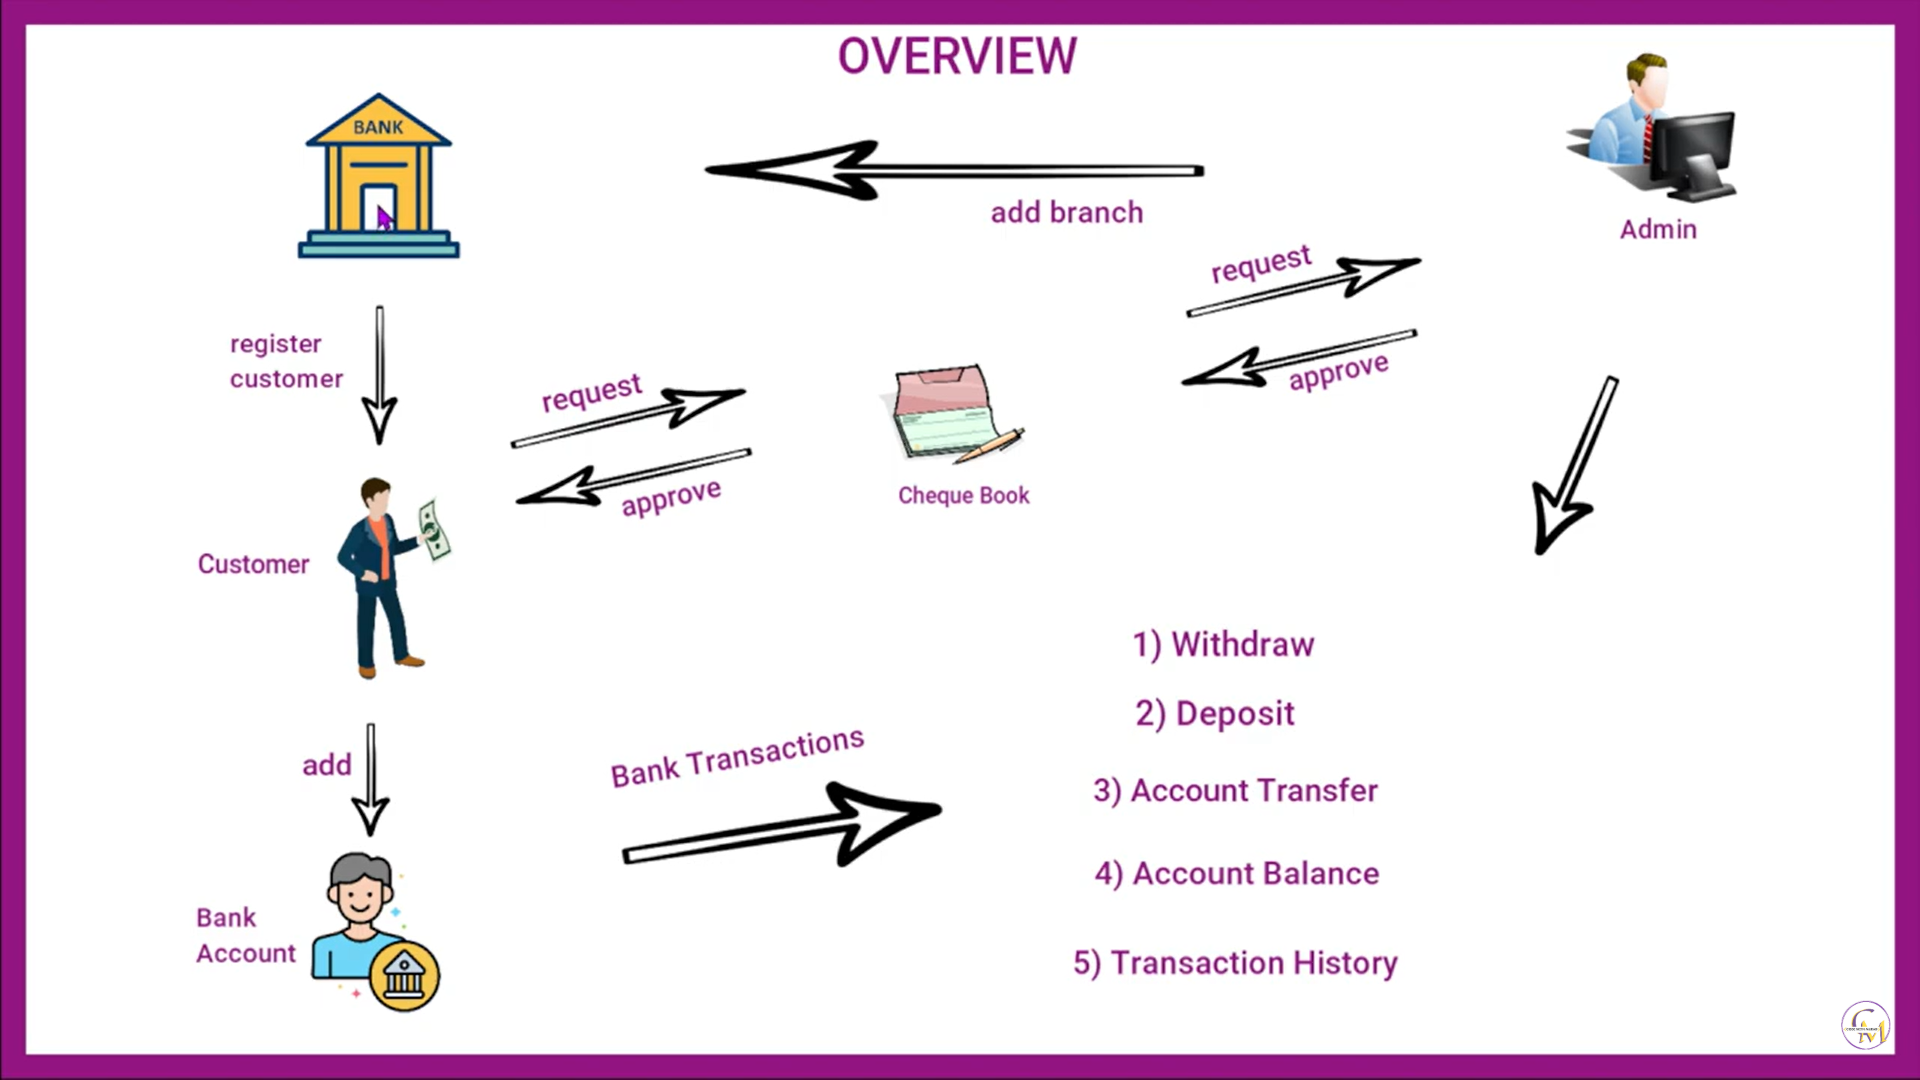 OVERVIEW
BANK
add branch
Admin
request
approve
register
customer
request
approve
Cheque Book
Customer
add
Bank
Account
Bank Transactions
1) Withdraw
2) Deposit
3) Account Transfer
4) Account Balance
5) Transaction History